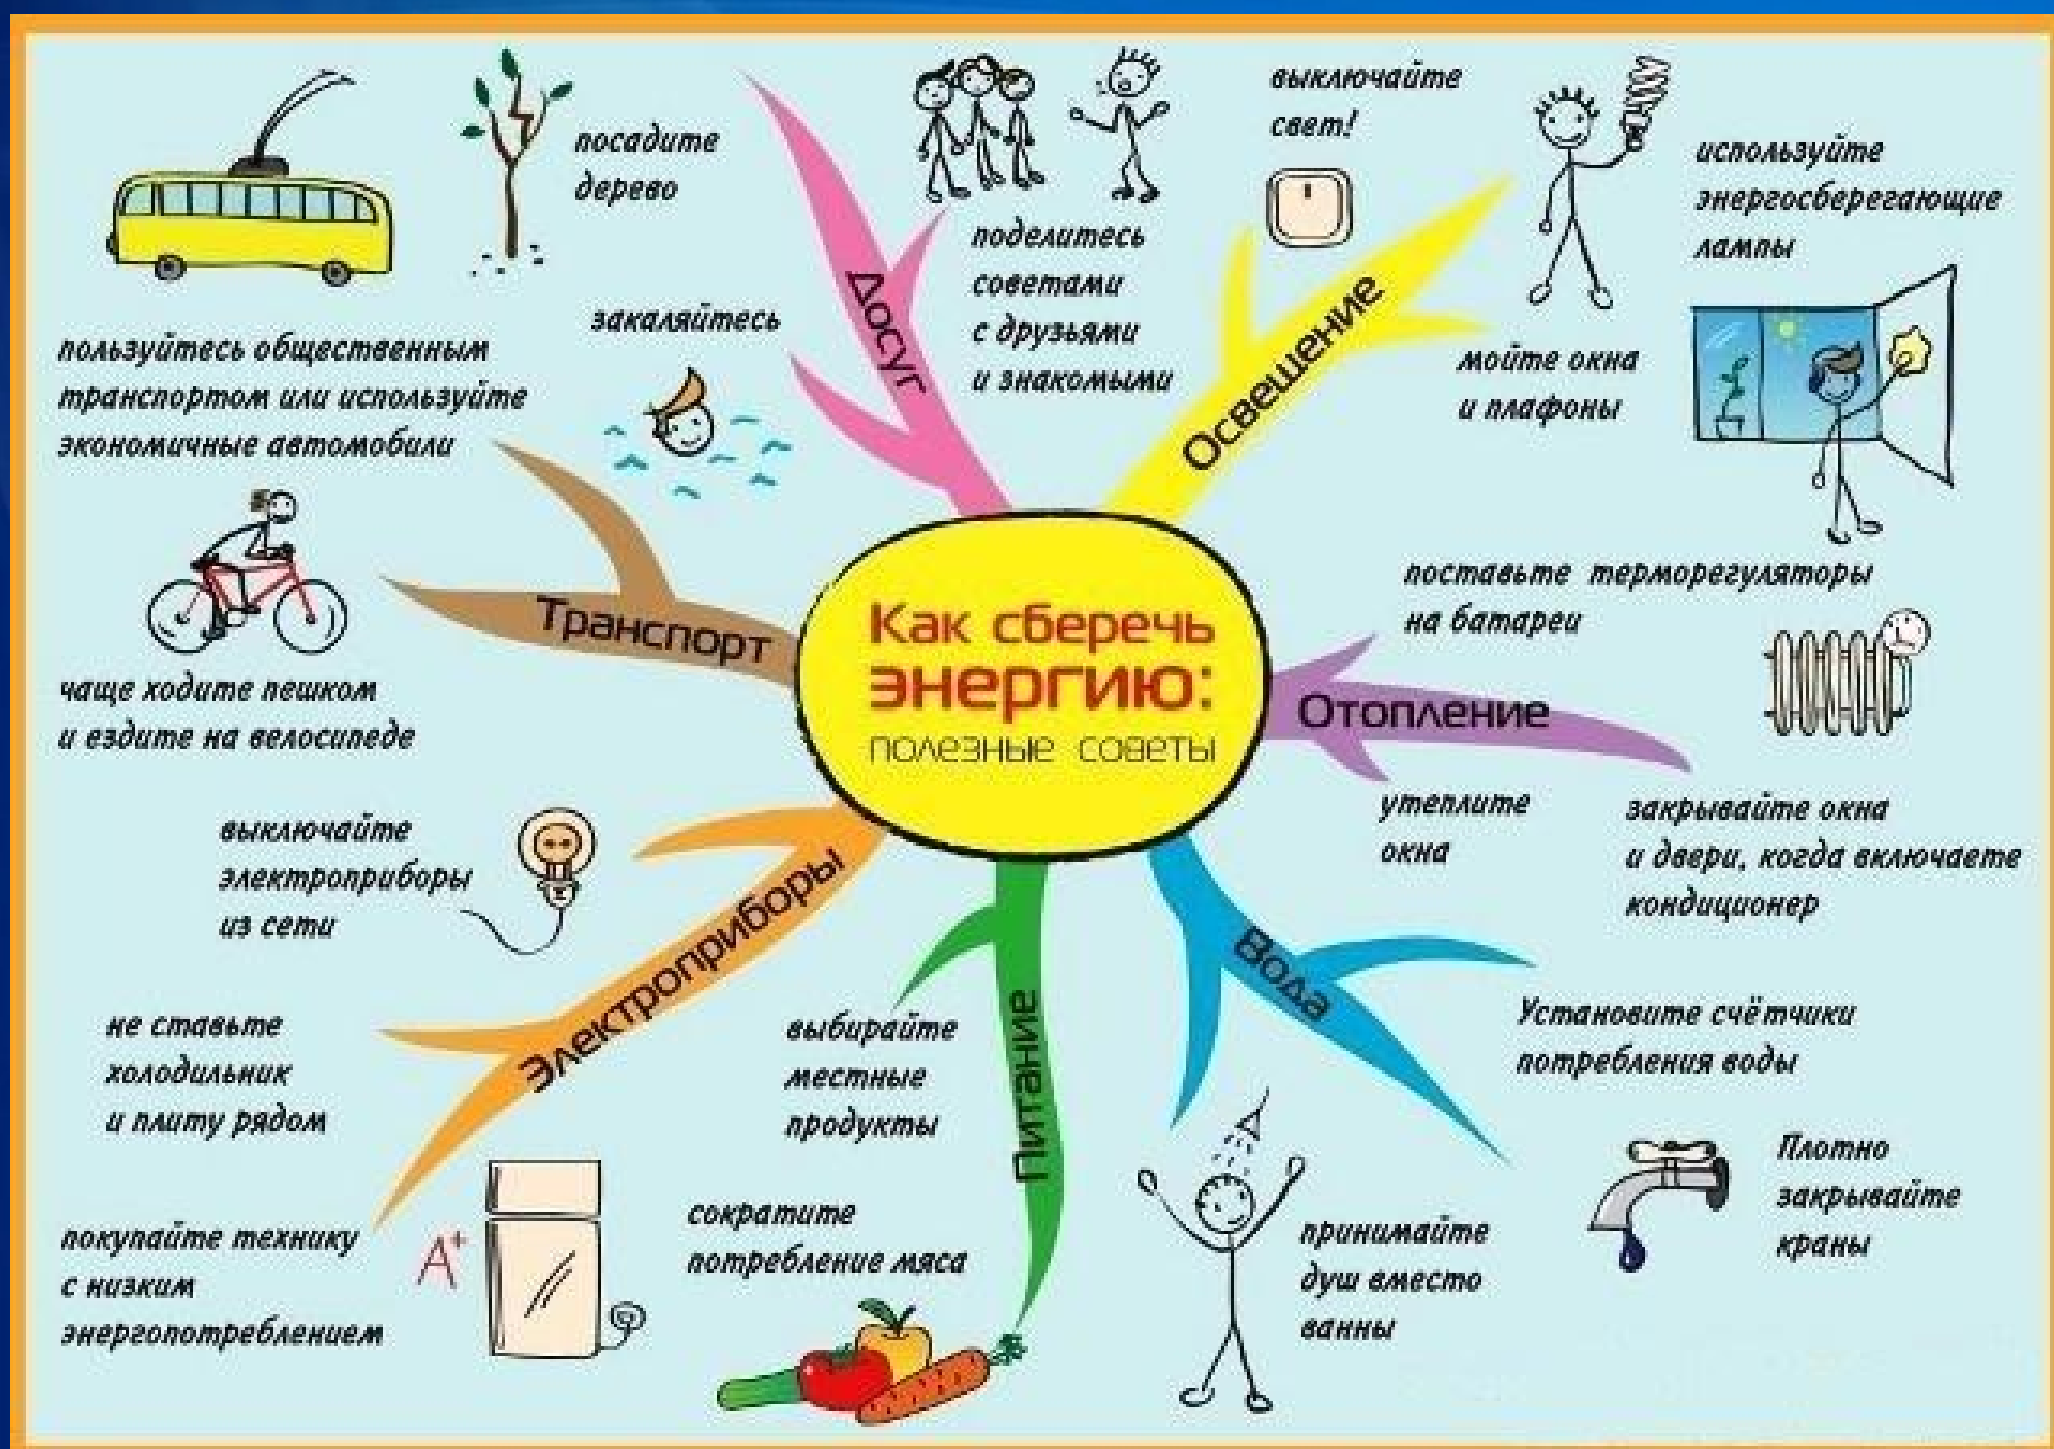 Как сберечь
энергию:
полезные советы
Досуг
посадите
дерево
закаляйтесь
поделитесь
советами
с друзьями
и знакомыми
Освещение
выключайте
свет!
используйте
энергосберегающие
лампы
мойте окна
и плафоны
Отопление
поставьте терморегуляторы
на батареи
утеплите
окна
закрывайте окна
и двери, когда включаете
кондиционер
Вода
Установите счётчики
потребления воды
Плотно
закрывайте
краны
принимайте
душ вместо
ванны
Питание
выбирайте
местные
продукты
сократите
потребление мяса
Электроприборы
выключайте
электроприборы
из сети
не ставьте
холодильник
и плиту рядом
покупайте технику
с низким
энергопотреблением
A+
Транспорт
пользуйтесь общественным
транспортом или используйте
экономичные автомобили
чаще ходите пешком
и ездите на велосипеде